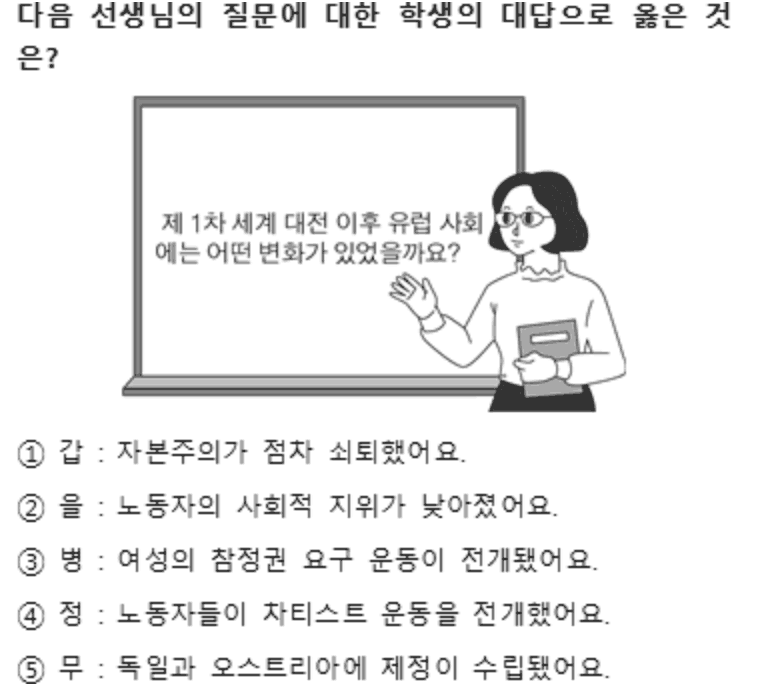 다음 선생님의 질문에 대한 학생의 대답으로 옳은 것
은?
제 1차 세계 대전 이후 유럽 사회
에는 어떤 변화가 있었을까요?
① 갑 : 자본주의가 점차 쇠퇴했어요.
② 을 : 노동자의 사회적 지위가 낮아졌어요.
③ 병 : 여성의 참정권 요구 운동이 전개됐어요.
④ 정 : 노동자들이 차티스트 운동을 전개했어요.
⑤ 무 : 독일과 오스트리아에 제정이 수립됐어요.